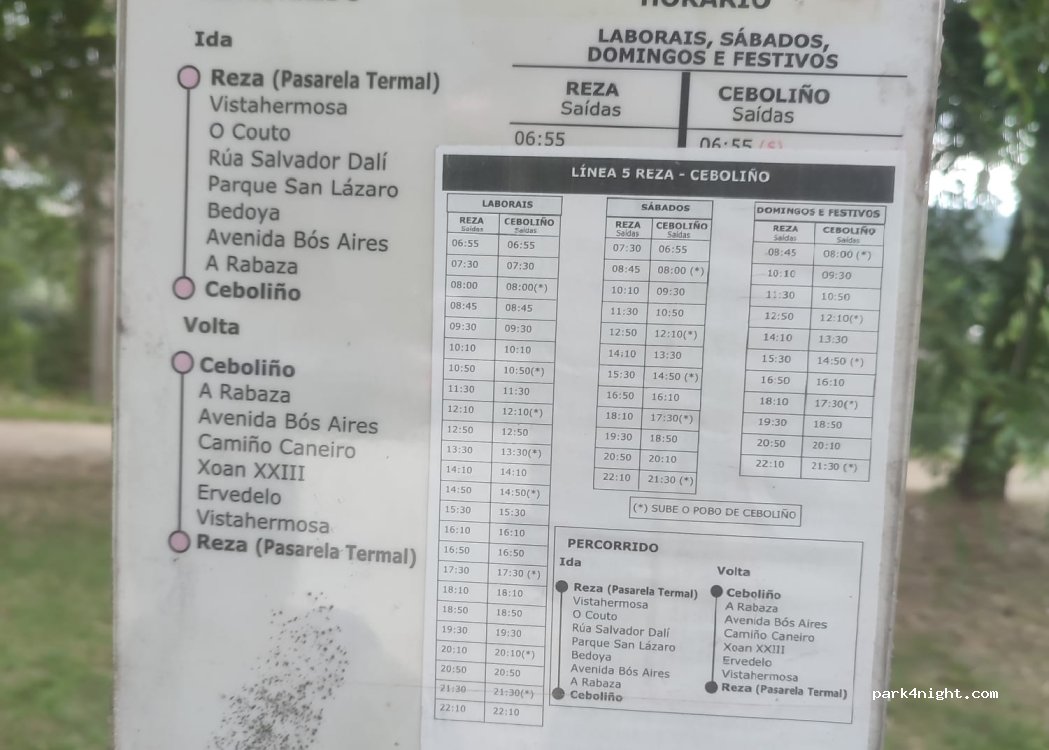 HORARIO
Ida
Reza (Pasarela Termal)
Vistahermosa
O Couto
Rúa Salvador Dalí
Parque San Lázaro
Bedoya
Avenida Bós Aires
A Rabaza
Ceboliño
Volta
Ceboliño
A Rabaza
Avenida Bós Aires
Camiño Caneiro
Xoan XXIII
Ervedelo
Vistahermosa
Reza (Pasarela Termal)
LABORAIS, SÁBADOS,
DOMINGOS E FESTIVOS
REZA CEBOLIÑO
Saídas Saídas
06:55 06:55 (S)
LÍNEA 5 REZA - CEBOLIÑO
LABORAIS
REZA CEBOLIÑO
Saídas Saídas
06:55 06:55
07:30 07:30
08:00 08:00(*)
08:45 08:45
09:30 09:30
10:10 10:10
10:50 10:50(*)
11:30 11:30
12:10 12:10(*)
12:50 12:50
13:30 13:30(*)
14:10 14:10
14:50 14:50(*)
15:30 15:30
16:10 16:10
16:50 16:50
17:30 17:30 (*)
18:10 18:10
18:50 18:50
19:30 19:30
20:10 20:10(*)
20:50 20:50
21:30 21:30(*)
22:10 22:10
SÁBADOS
REZA CEBOLIÑO
Saídas Saídas
07:30 06:55
08:45 08:00 (*)
10:10 09:30
11:30 10:50
12:50 12:10(*)
14:10 13:30
15:30 14:50 (*)
16:50 16:10
18:10 17:30(*)
19:30 18:50
20:50 20:10
22:10 21:30 (*)
DOMINGOS E FESTIVOS
REZA CEBOLIÑO
Saídas Saídas
08:45 08:00 (*)
10:10 09:30
11:30 10:50
12:50 12:10(*)
14:10 13:30
15:30 14:50 (*)
16:50 16:10
18:10 17:30(*)
19:30 18:50
20:50 20:10
22:10 21:30 (*)
(*) SUBE O POBO DE CEBOLIÑO
PERCORRIDO
Ida
Reza (Pasarela Termal)
Vistahermosa
O Couto
Rúa Salvador Dalí
Parque San Lázaro
Bedoya
Avenida Bós Aires
A Rabaza
Ceboliño
Volta
Ceboliño
A Rabaza
Avenida Bós Aires
Camiño Caneiro
Xoan XXIII
Ervedelo
Vistahermosa
Reza (Pasarela Termal)
park4night.com